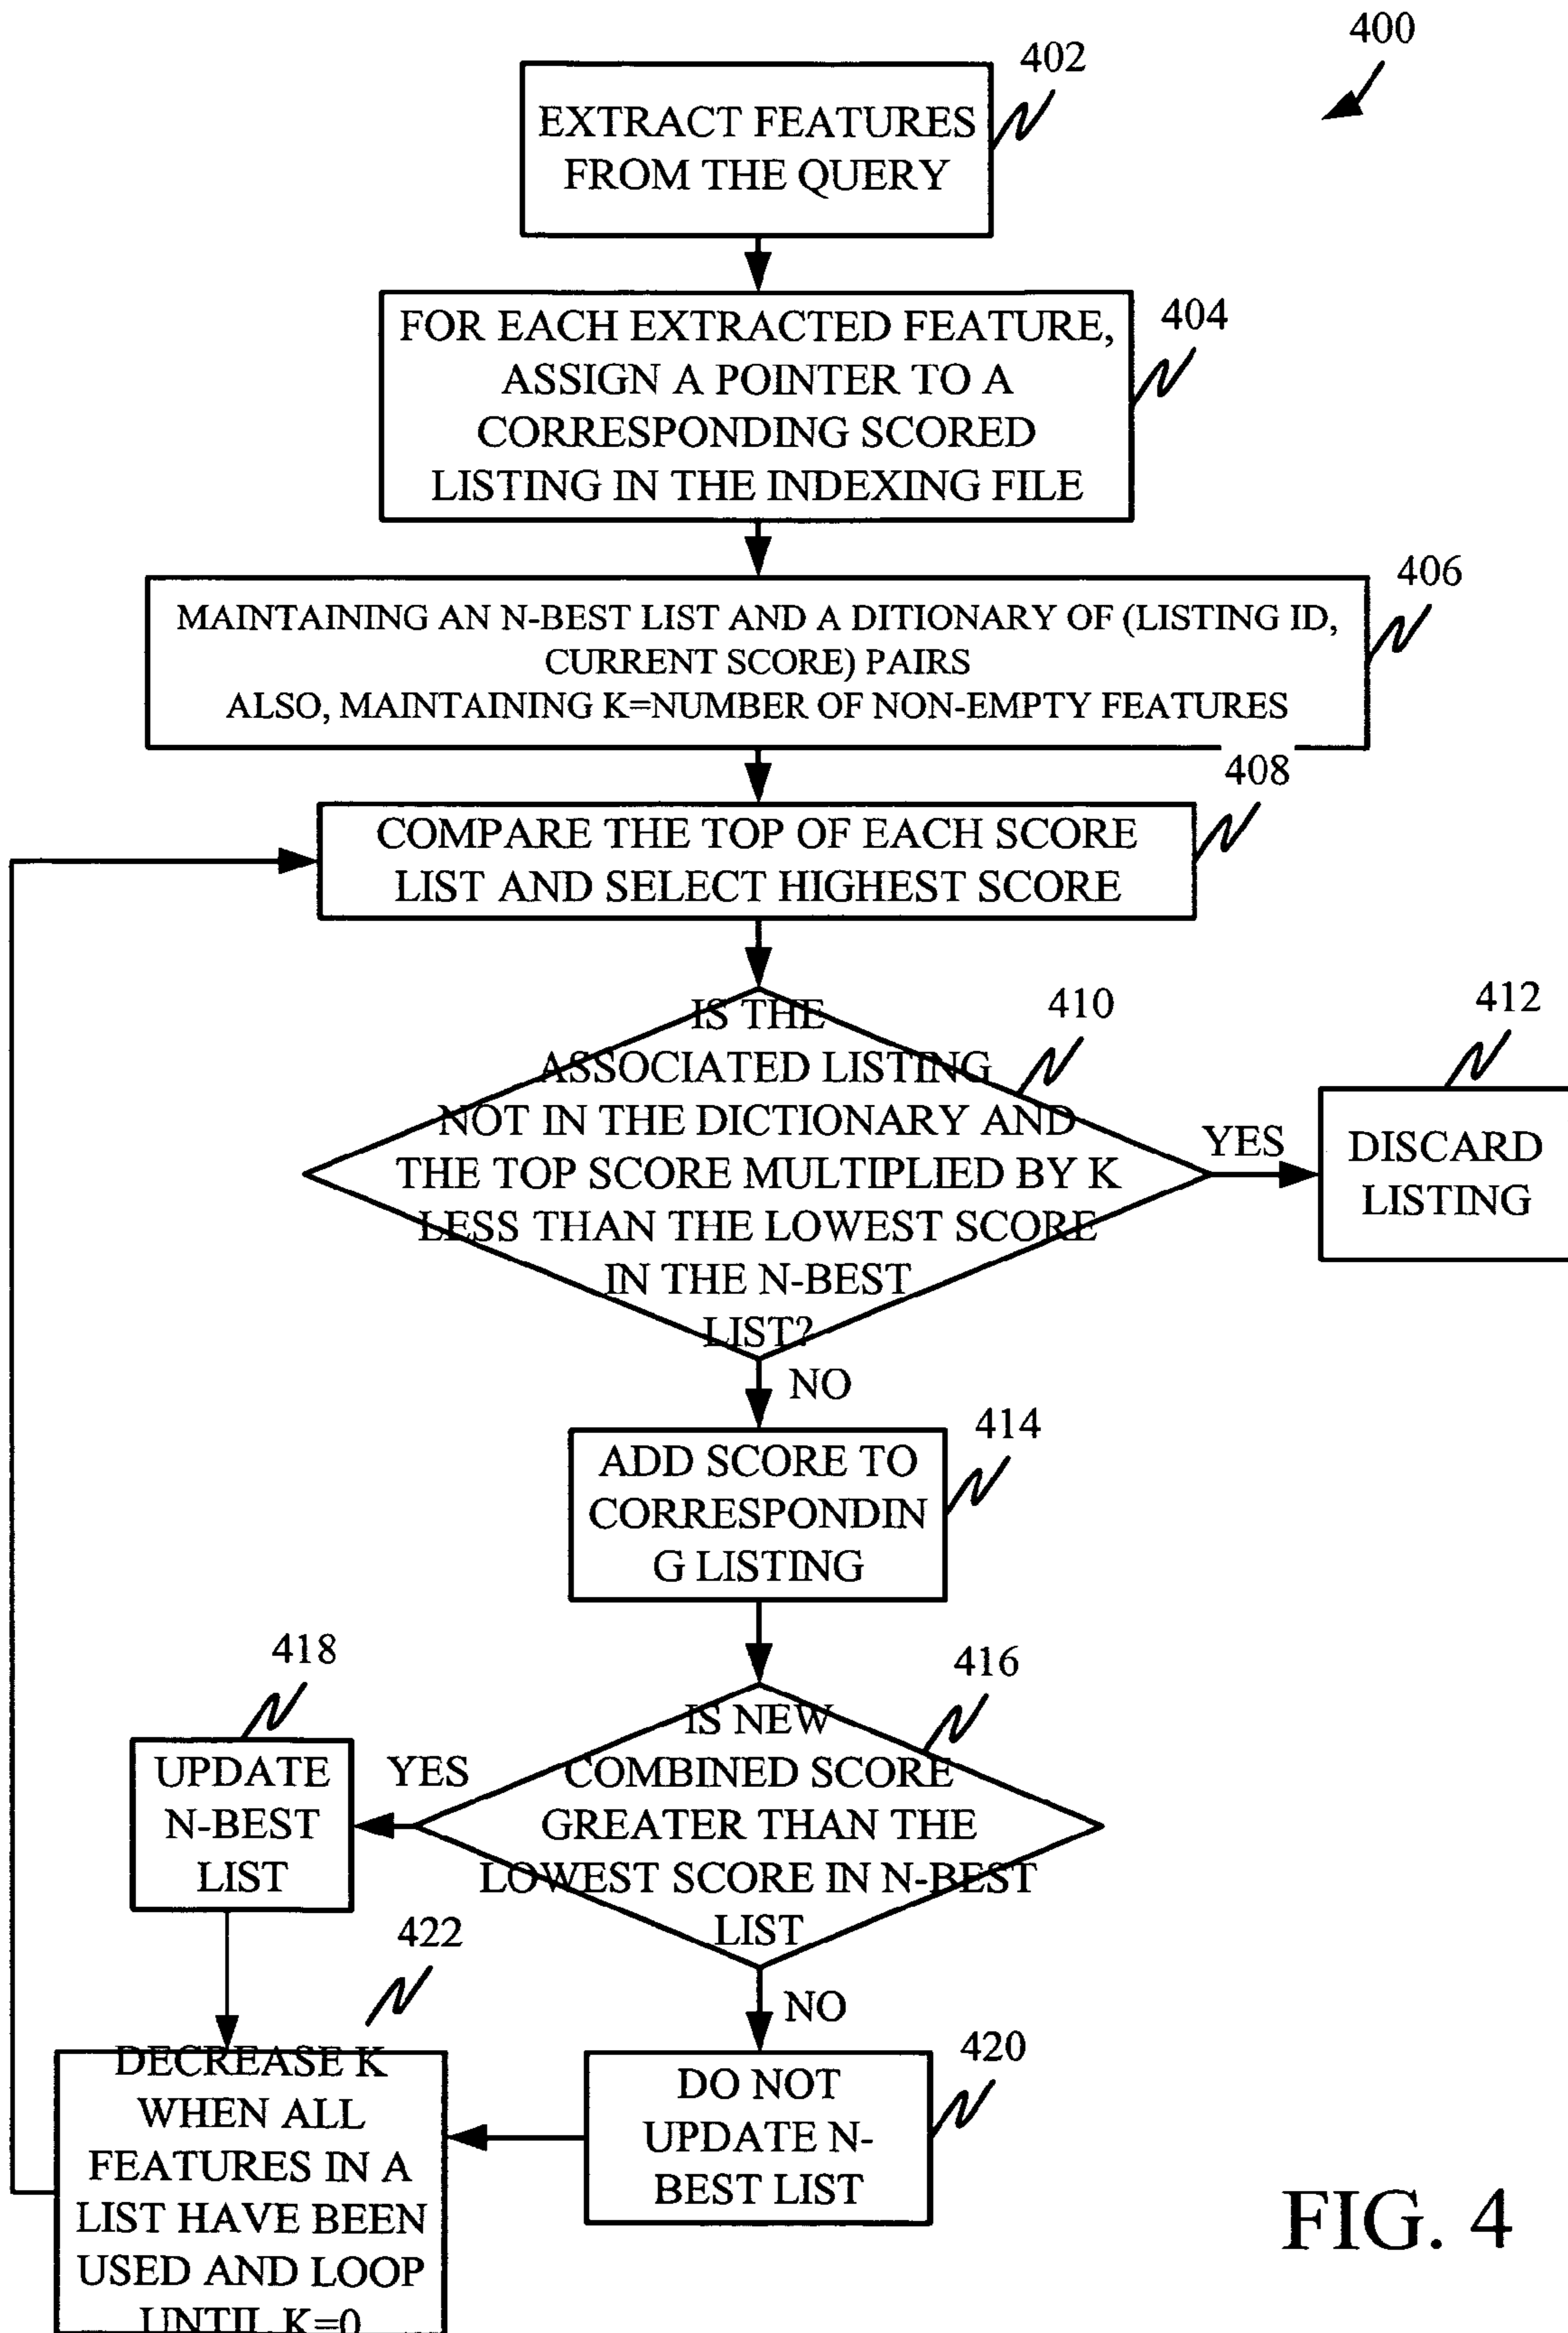 400
402
EXTRACT FEATURES
FROM THE QUERY
404
FOR EACH EXTRACTED FEATURE,
ASSIGN A POINTER TO A
CORRESPONDING SCORED
LISTING IN THE INDEXING FILE
406
MAINTAINING AN N-BEST LIST AND A DITIONARY OF (LISTING ID,
CURRENT SCORE) PAIRS
ALSO, MAINTAINING K=NUMBER OF NON-EMPTY FEATURES
408
COMPARE THE TOP OF EACH SCORE
LIST AND SELECT HIGHEST SCORE
410
IS THE
ASSOCIATED LISTING
NOT IN THE DICTIONARY AND
THE TOP SCORE MULTIPLIED BY K
LESS THAN THE LOWEST SCORE
IN THE N-BEST
LIST?
YES
412
DISCARD
LISTING
NO
414
ADD SCORE TO
CORRESPONDIN
G LISTING
416
IS NEW
COMBINED SCORE
GREATER THAN THE
LOWEST SCORE IN N-BEST
LIST
YES
418
UPDATE
N-BEST
LIST
NO
420
DO NOT
UPDATE N-
BEST LIST
422
DECREASE K
WHEN ALL
FEATURES IN A
LIST HAVE BEEN
USED AND LOOP
UNTIL K=0
FIG. 4